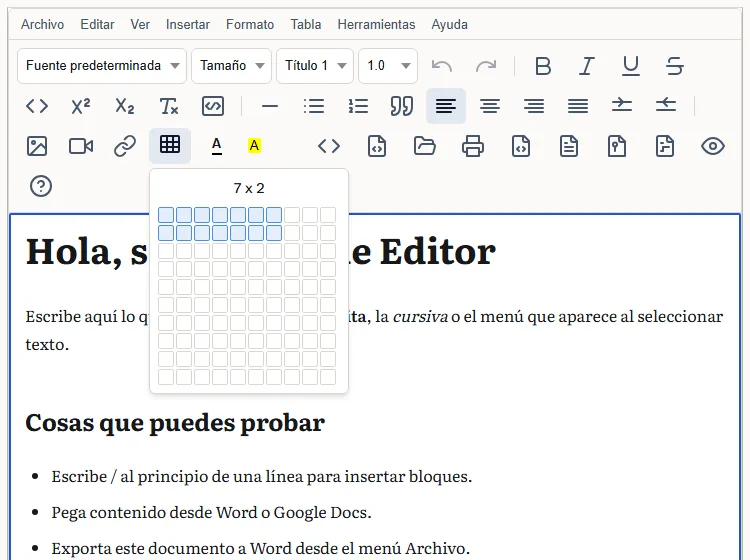 Archivo Editar Ver Insertar Formato Tabla Herramientas Ayuda
Fuente predeterminada Tamaño Título 1 1.0
7 x 2
Hola, s e Editor
Escribe aquí lo q ita, la cursiva o el menú que aparece al seleccionar
texto.
Cosas que puedes probar
• Escribe / al principio de una línea para insertar bloques.
• Pega contenido desde Word o Google Docs.
• Exporta este documento a Word desde el menú Archivo.